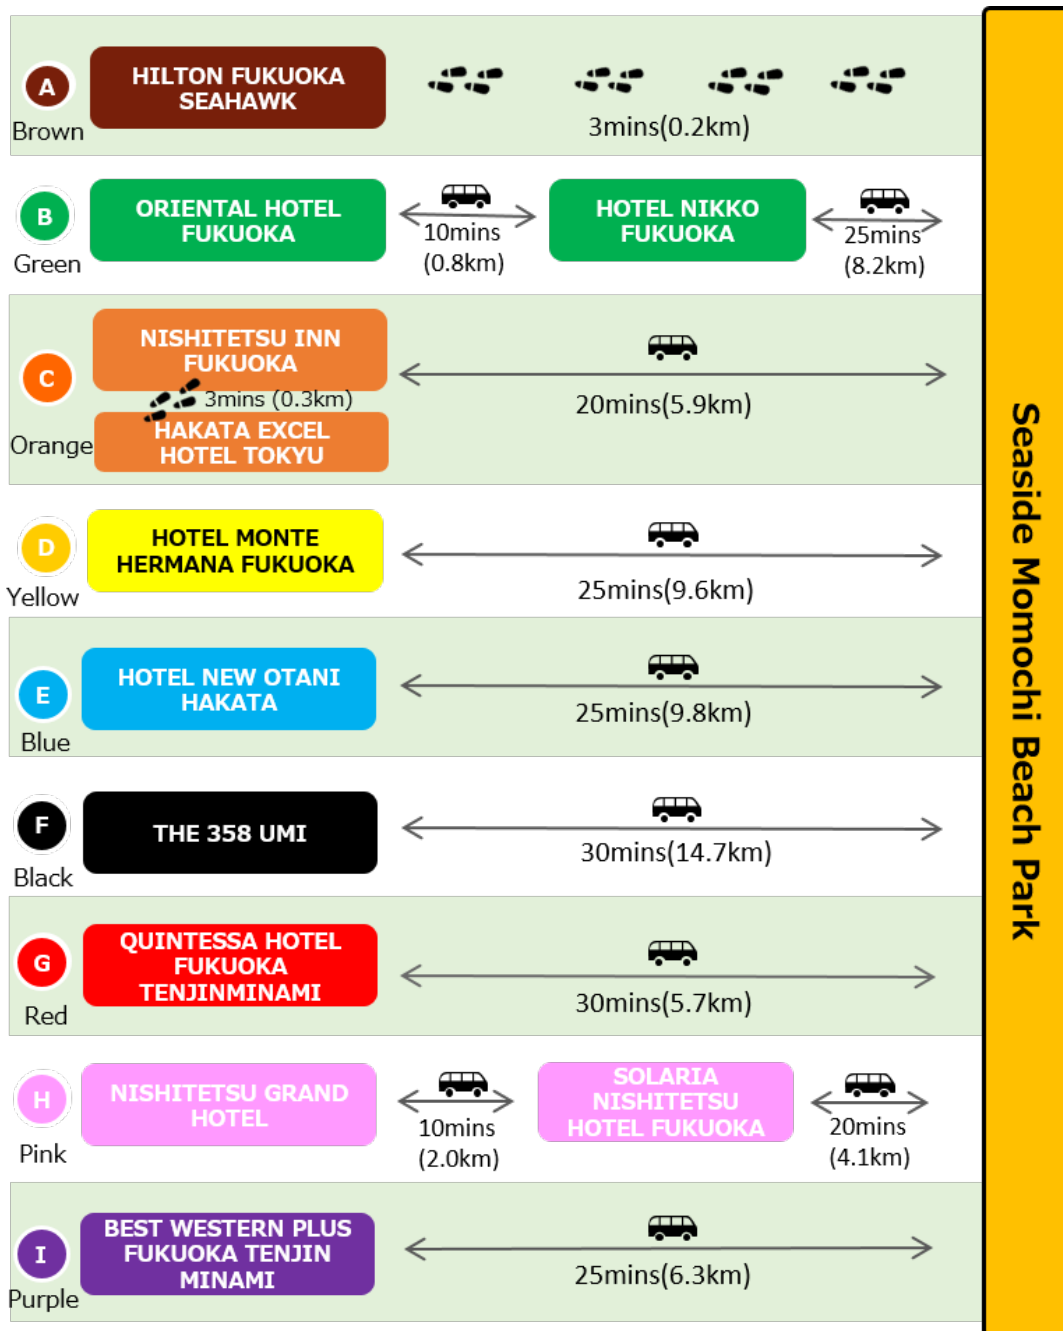 A
Brown
HILTON FUKUOKA
SEAHAWK
3mins(0.2km)
B
Green
ORIENTAL HOTEL
FUKUOKA
10mins
(0.8km)
HOTEL NIKKO
FUKUOKA
25mins
(8.2km)
C
Orange
NISHITETSU INN
FUKUOKA
3mins (0.3km)
HAKATA EXCEL
HOTEL TOKYU
20mins(5.9km)
D
Yellow
HOTEL MONTE
HERMANA FUKUOKA
25mins(9.6km)
E
Blue
HOTEL NEW OTANI
HAKATA
25mins(9.8km)
F
Black
THE 358 UMI
30mins(14.7km)
G
Red
QUINTESSA HOTEL
FUKUOKA
TENJINMINAMI
30mins(5.7km)
H
Pink
NISHITETSU GRAND
HOTEL
10mins
(2.0km)
SOLARIA
NISHITETSU
HOTEL FUKUOKA
20mins
(4.1km)
I
Purple
BEST WESTERN PLUS
FUKUOKA TENJIN
MINAMI
25mins(6.3km)
Seaside Momochi Beach Park